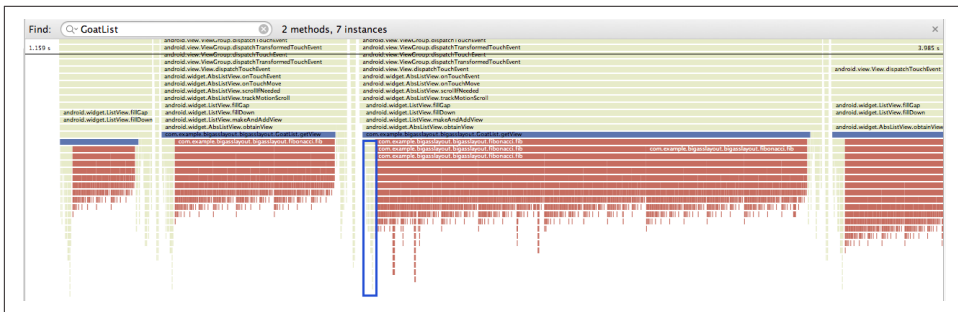 Find: GoatList 2 methods, 7 instances
1.159 s 3.985 s
android.view.ViewGroup.dispatchTouchEvent android.view.ViewGroup.dispatchTouchEvent
android.view.ViewGroup.dispatchTransformedTouchEvent android.view.ViewGroup.dispatchTransformedTouchEvent
android.view.ViewGroup.dispatchTouchEvent android.view.ViewGroup.dispatchTouchEvent
android.view.ViewGroup.dispatchTransformedTouchEvent android.view.ViewGroup.dispatchTransformedTouchEvent
android.view.View.dispatchTouchEvent android.view.View.dispatchTouchEvent android.view.View.dispatchTouchEvent
android.widget.AbsListView.onTouchEvent android.widget.AbsListView.onTouchEvent
android.widget.AbsListView.onTouchMove android.widget.AbsListView.onTouchMove
android.widget.AbsListView.scrollIfNeeded android.widget.AbsListView.scrollIfNeeded
android.widget.AbsListView.trackMotionScroll android.widget.AbsListView.trackMotionScroll
android.widget.ListView.fillGap android.widget.ListView.fillGap android.widget.ListView.fillGap
android.widget.ListView.fillGap android.widget.ListView.fillDown android.widget.ListView.fillDown android.widget.ListView.fillDown
android.widget.ListView.fillDown android.widget.ListView.makeAndAddView android.widget.ListView.makeAndAddView
android.widget.AbsListView.obtainView android.widget.AbsListView.obtainView android.widget.AbsListView.obtainView
com.example.bigasslayout.bigasslayout.GoatList.getView com.example.bigasslayout.bigasslayout.GoatList.getView
com.example.bigasslayout.bigasslayout.fibonacci.fib com.example.bigasslayout.bigasslayout.fibonacci.fib
com.example.bigasslayout.bigasslayout.fibonacci.fib com.example.bigasslayout.bigasslayout.fibonacci.fib
com.example.bigasslayout.bigasslayout.fibonacci.fib